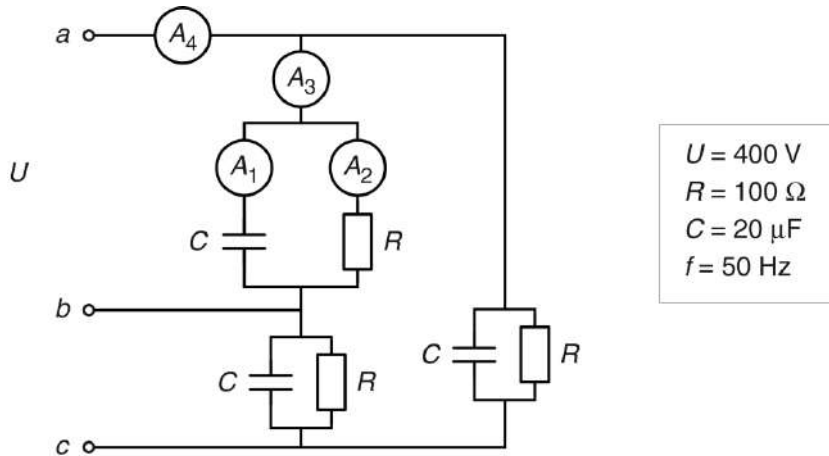 a
A4
A3
U
A1
A2
C
R
b
C
R
C
R
c
U = 400 V
R = 100 Ω
C = 20 μF
f = 50 Hz